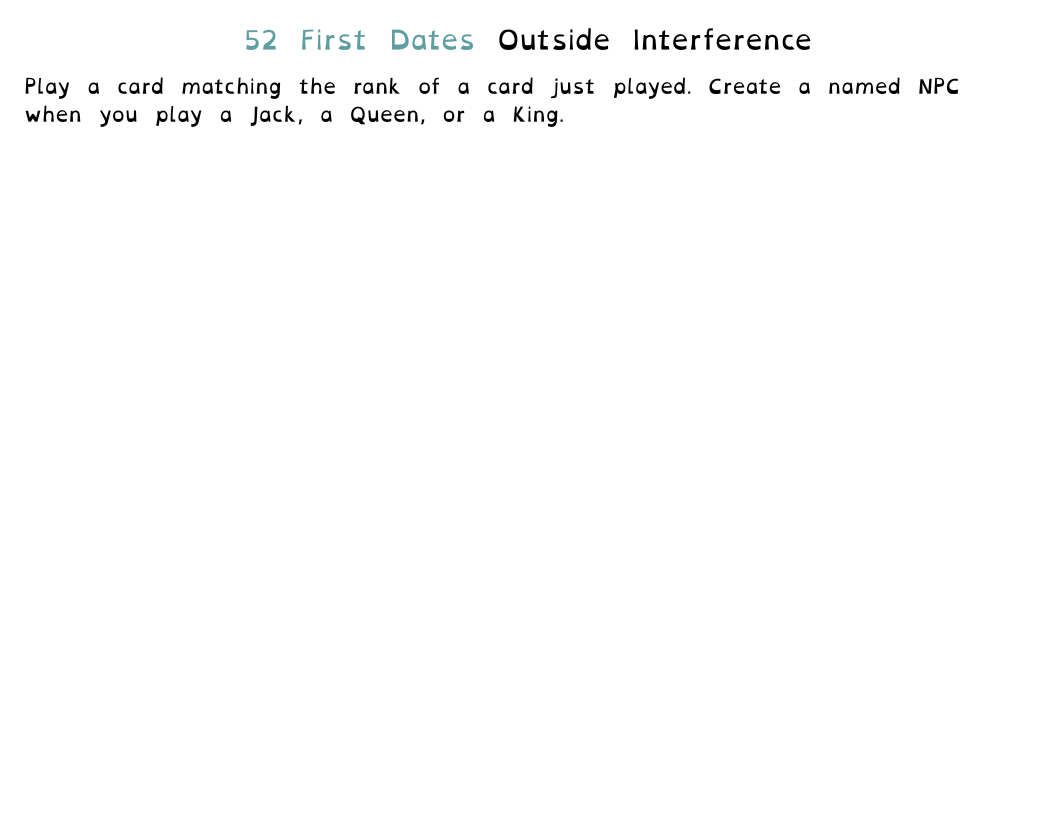 52 First Dates Outside Interference
Play a card matching the rank of a card just played. Create a named NPC
when you play a Jack, a Queen, or a King.